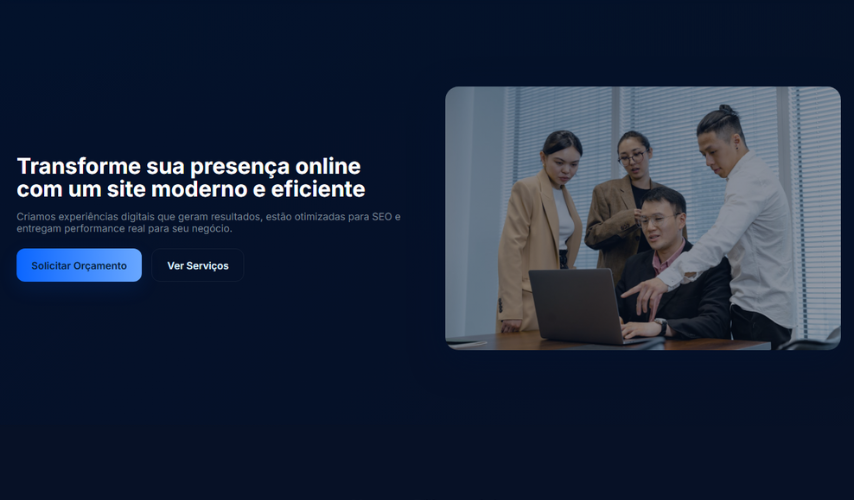 Transforme sua presença online
com um site moderno e eficiente
Criamos experiências digitais que geram resultados, estão otimizadas para SEO e
entregam performance real para seu negócio.
Solicitar Orçamento
Ver Serviços